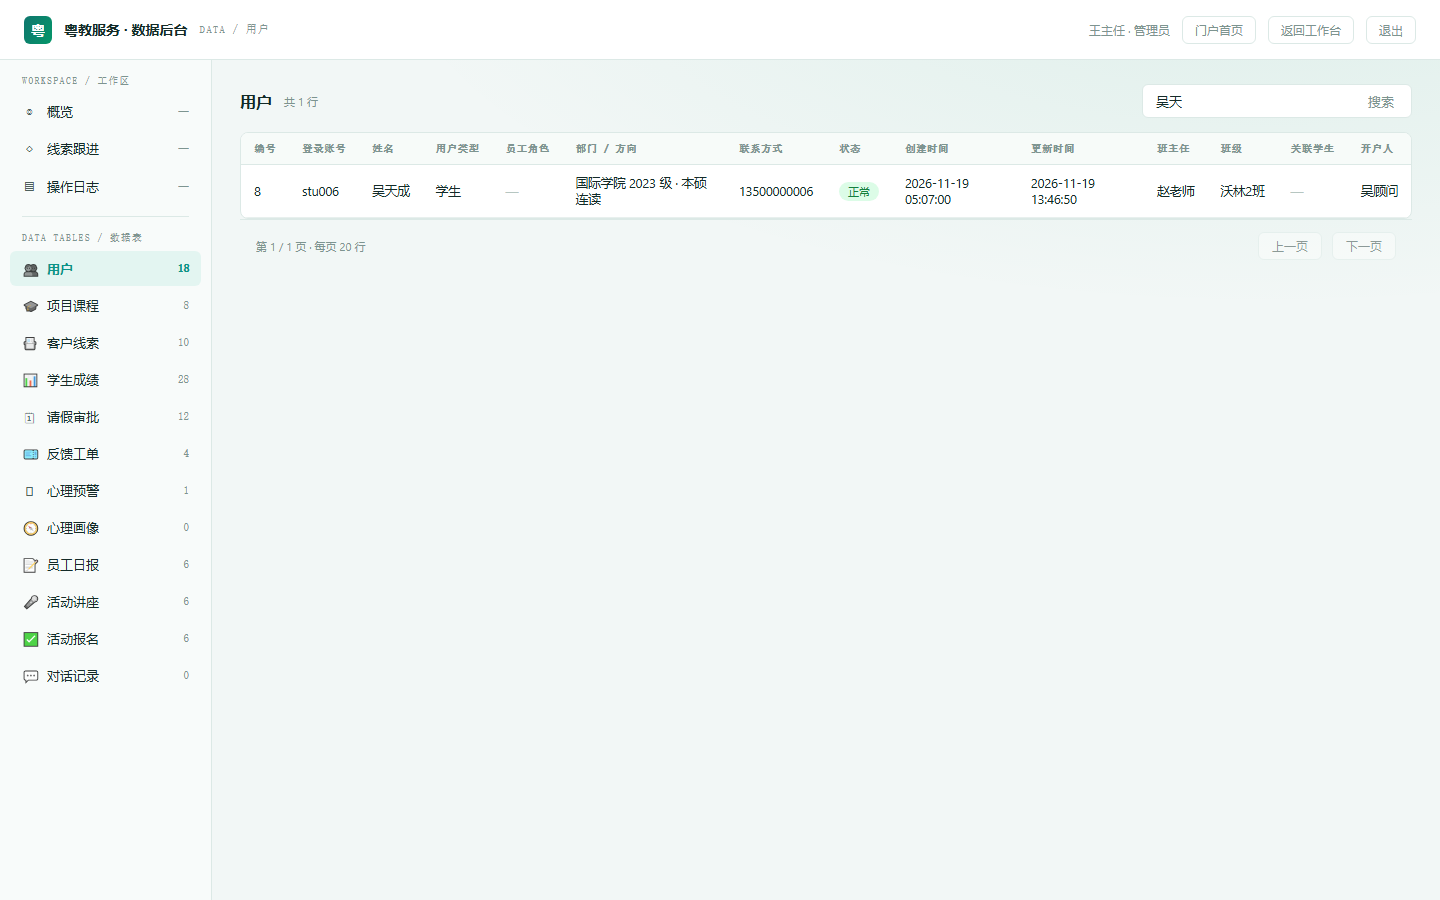 粤 粤教服务 · 数据后台 DATA / 用户 王主任 · 管理员 门户首页 返回工作台 退出
WORKSPACE / 工作区
概览 —
线索跟进 —
操作日志 —
DATA TABLES / 数据表
用户 18
项目课程 8
客户线索 10
学生成绩 28
请假审批 12
反馈工单 4
心理预警 1
心理画像 0
员工日报 6
活动讲座 6
活动报名 6
对话记录 0
用户 共 1 行 吴天 搜索
编号 登录账号 姓名 用户类型 员工角色 部门 / 方向 联系方式 状态 创建时间 更新时间 班主任 班级 关联学生 开户人
8 stu006 吴天成 学生 — 国际学院 2023 级 · 本硕连读 13500000006 正常 2026-11-19 05:07:00 2026-11-19 13:46:50 赵老师 沃林2班 — 吴顾问
第 1 / 1 页 · 每页 20 行 上一页 下一页